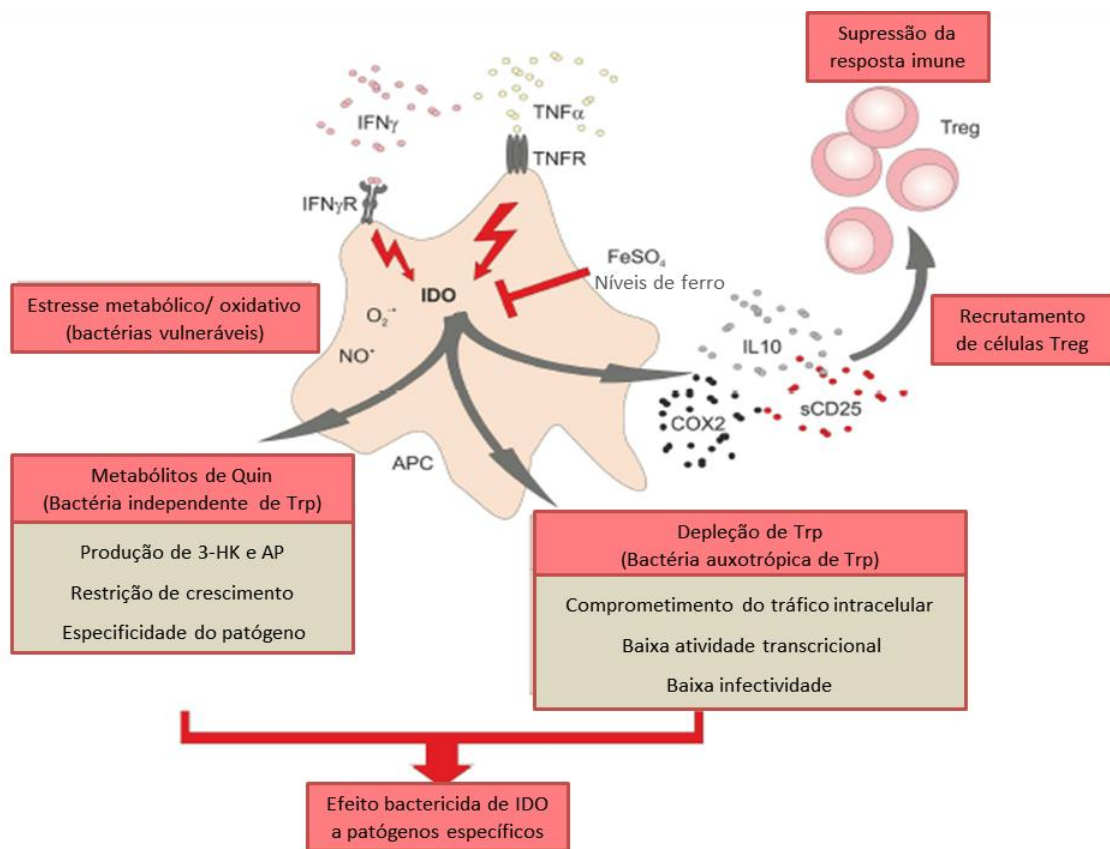 Supressão da
resposta imune
IFNγ
TNFα
Treg
TNFR
IFNγR
FeSO₄
Níveis de ferro
Estresse metabólico/ oxidativo
(bactérias vulneráveis)
IDO
O₂⁻•
NO•
Recrutamento
de células Treg
IL10
sCD25
COX2
APC
Metabólitos de Quin
(Bactéria independente de Trp)
Produção de 3-HK e AP
Restrição de crescimento
Especificidade do patógeno
Depleção de Trp
(Bactéria auxotrópica de Trp)
Comprometimento do tráfico intracelular
Baixa atividade transcricional
Baixa infectividade
Efeito bactericida de IDO
a patógenos específicos